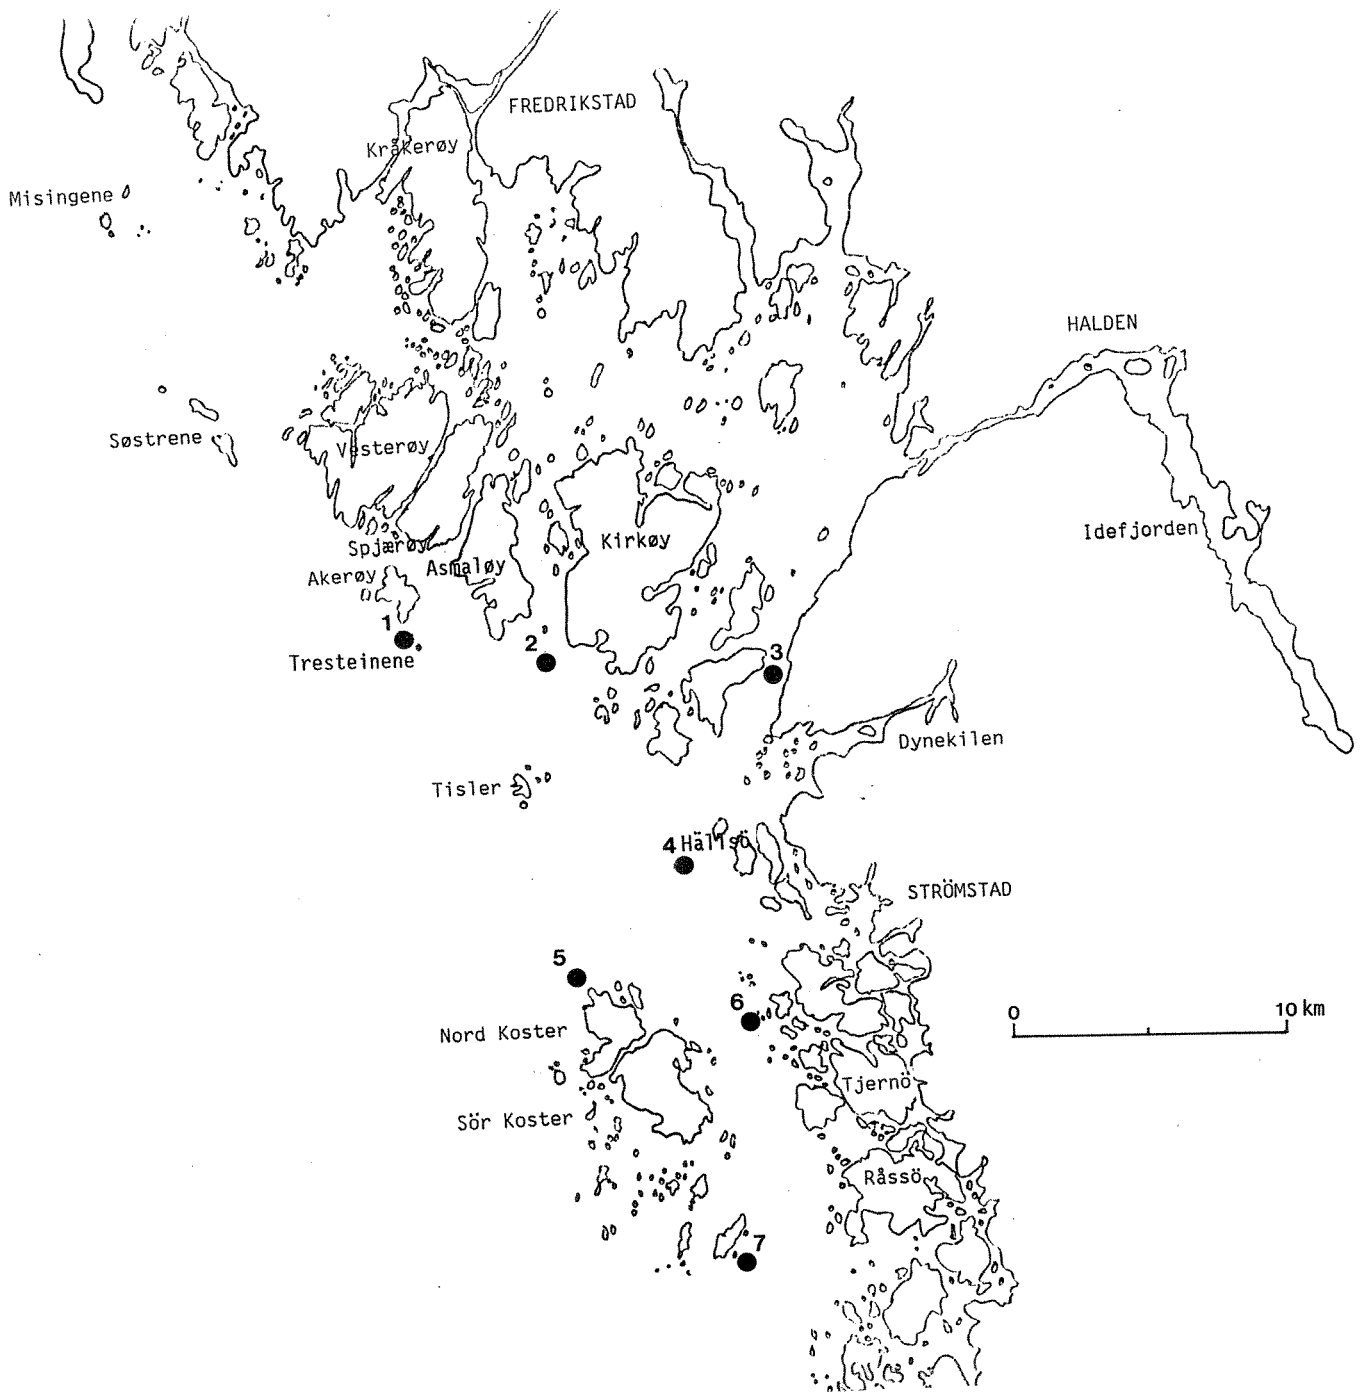 FREDRIKSTAD
Kråkerøy
Misingene
HALDEN
Søstrene
Vesterøy
Idefjorden
Kirkøy
Spjærøy
Asmaløy
Akerøy
1
2
3
Tresteinene
Dynekilen
Tisler
4 Hällsö
STRÖMSTAD
5
6
0 10 km
Nord Koster
Tjernö
Sör Koster
Råssö
7